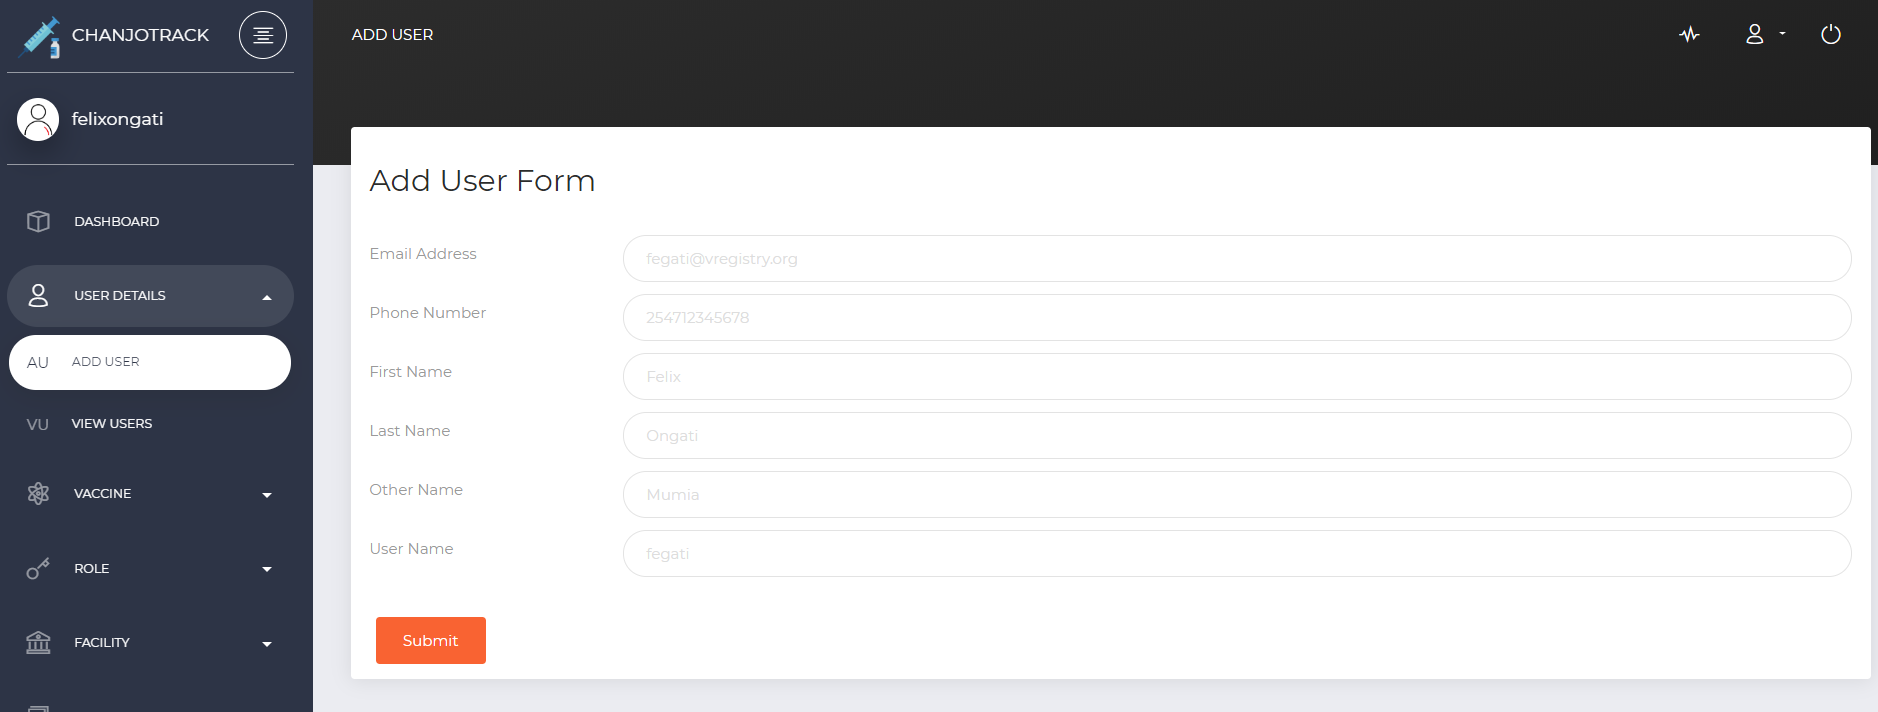 CHANJOTRACK
felixongati
DASHBOARD
USER DETAILS
AU ADD USER
VU VIEW USERS
VACCINE
ROLE
FACILITY
ADD USER
Add User Form
Email Address fegati@vregistry.org
Phone Number 254712345678
First Name Felix
Last Name Ongati
Other Name Mumia
User Name fegati
Submit